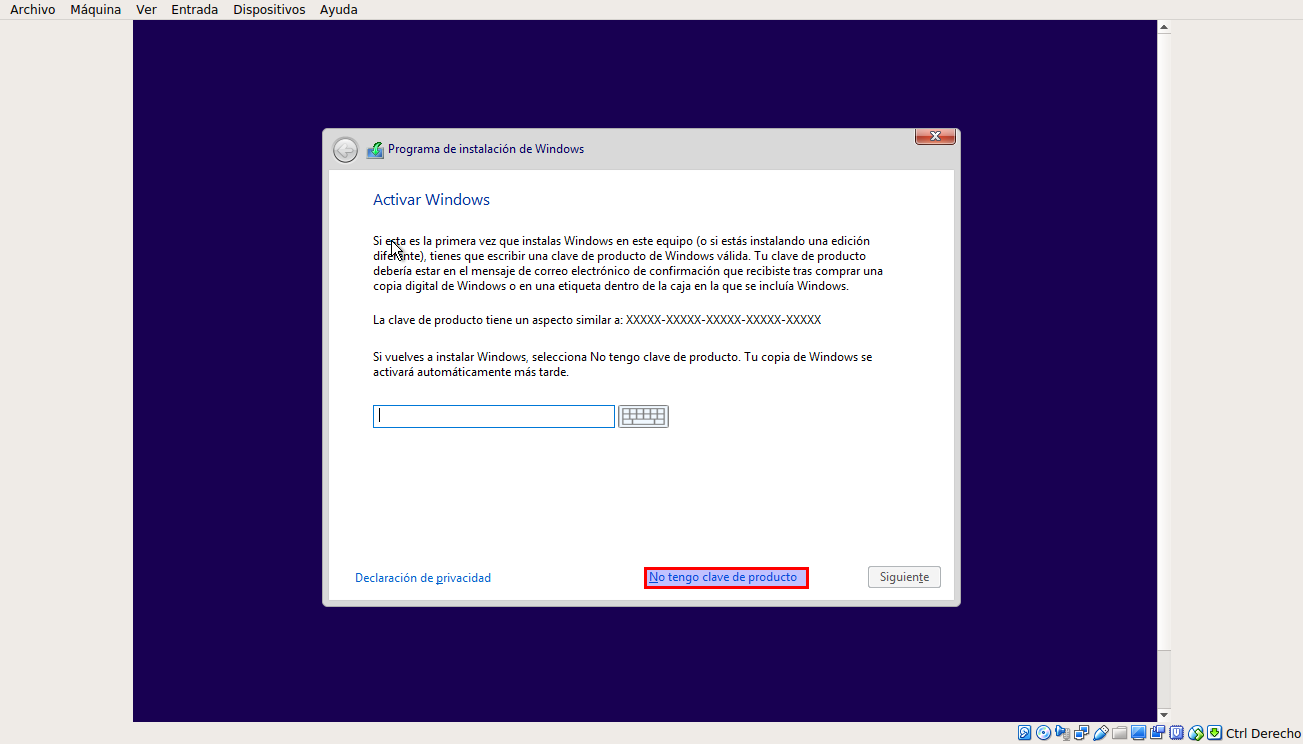 Archivo Máquina Ver Entrada Dispositivos Ayuda
Programa de instalación de Windows
Activar Windows
Si esta es la primera vez que instalas Windows en este equipo (o si estás instalando una edición
diferente), tienes que escribir una clave de producto de Windows válida. Tu clave de producto
debería estar en el mensaje de correo electrónico de confirmación que recibiste tras comprar una
copia digital de Windows o en una etiqueta dentro de la caja en la que se incluía Windows.
La clave de producto tiene un aspecto similar a: XXXXX-XXXXX-XXXXX-XXXXX-XXXXX
Si vuelves a instalar Windows, selecciona No tengo clave de producto. Tu copia de Windows se
activará automáticamente más tarde.
Declaración de privacidad No tengo clave de producto Siguiente
Ctrl Derecho